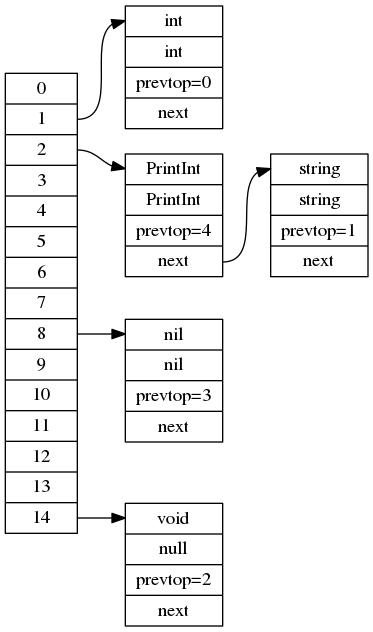 0
1
2
3
4
5
6
7
8
9
10
11
12
13
14
int
int
prevtop=0
next
PrintInt
PrintInt
prevtop=4
next
string
string
prevtop=1
next
nil
nil
prevtop=3
next
void
null
prevtop=2
next